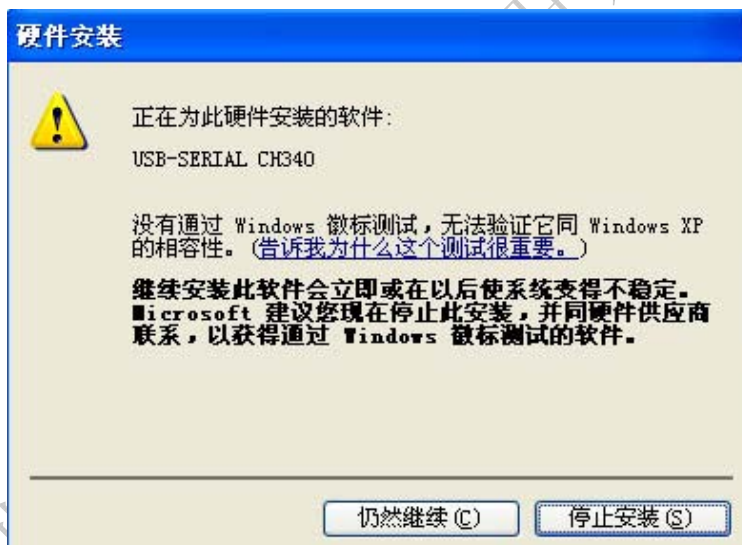 硬件安装
正在为此硬件安装的软件:
USB-SERIAL CH340
没有通过 Windows 徽标测试，无法验证它同 Windows XP
的相容性。(告诉我为什么这个测试很重要。)
继续安装此软件会立即或在以后使系统变得不稳定。
Microsoft 建议您现在停止此安装，并同硬件供应商
联系，以获得通过 Windows 徽标测试的软件。
仍然继续(C) 停止安装(S)